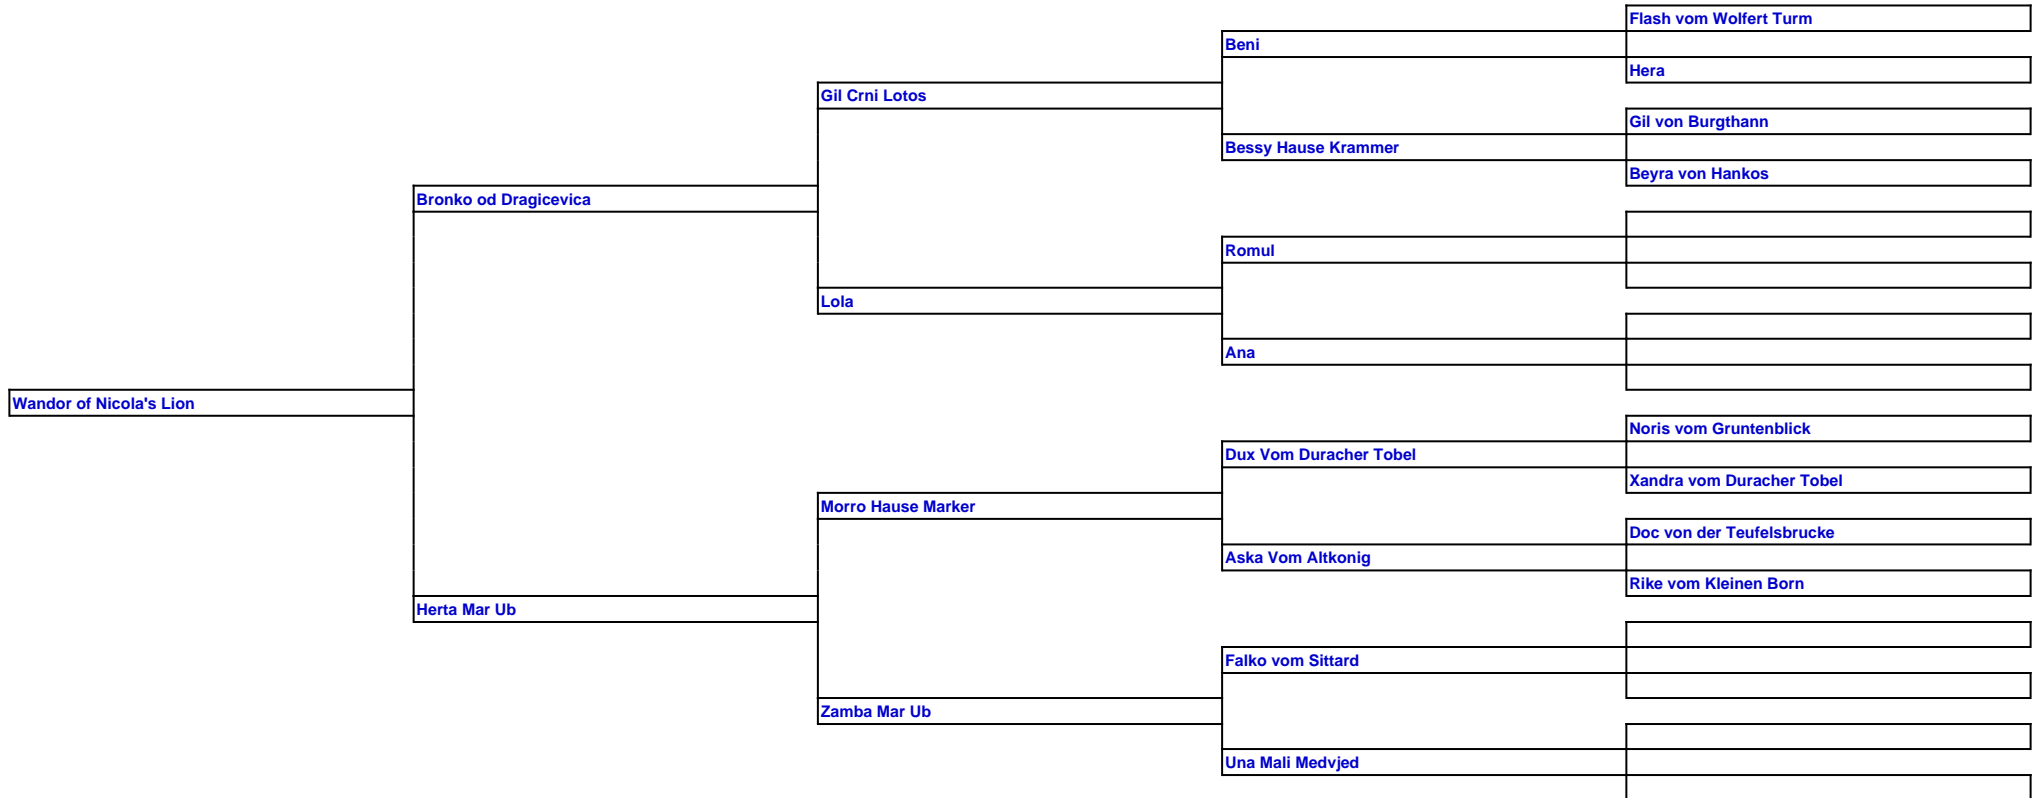 Flash vom Wolfert Turm
Beni
Hera
Gil Crni Lotos
Gil von Burgthann
Bessy Hause Krammer
Beyra von Hankos
Bronko od Dragicevica
Romul
Lola
Ana
Wandor of Nicola's Lion
Noris vom Gruntenblick
Dux Vom Duracher Tobel
Xandra vom Duracher Tobel
Morro Hause Marker
Doc von der Teufelsbrucke
Aska Vom Altkonig
Rike vom Kleinen Born
Herta Mar Ub
Falko vom Sittard
Zamba Mar Ub
Una Mali Medvjed